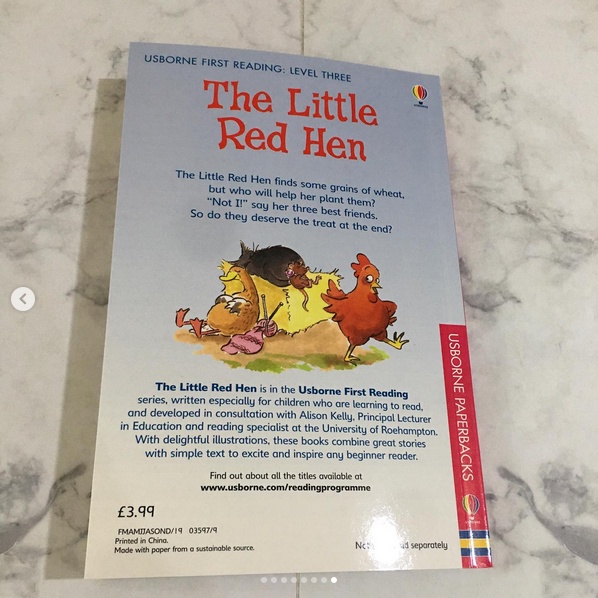 USBORNE FIRST READING: LEVEL THREE
The Little
Red Hen
The Little Red Hen finds some grains of wheat,
but who will help her plant them?
"Not I!" say her three best friends.
So do they deserve the treat at the end?
The Little Red Hen is in the Usborne First Reading
series, written especially for children who are learning to read,
and developed in consultation with Alison Kelly, Principal Lecturer
in Education and reading specialist at the University of Roehampton.
With delightful illustrations, these books combine great stories
with simple text to excite and inspire any beginner reader.
Find out about all the titles available at
www.usborne.com/readingprogramme
£3.99
FMAMJJASOND/19 03597/9
Printed in China.
Made with paper from a sustainable source.
Not separately
USBORNE PAPERBACKS